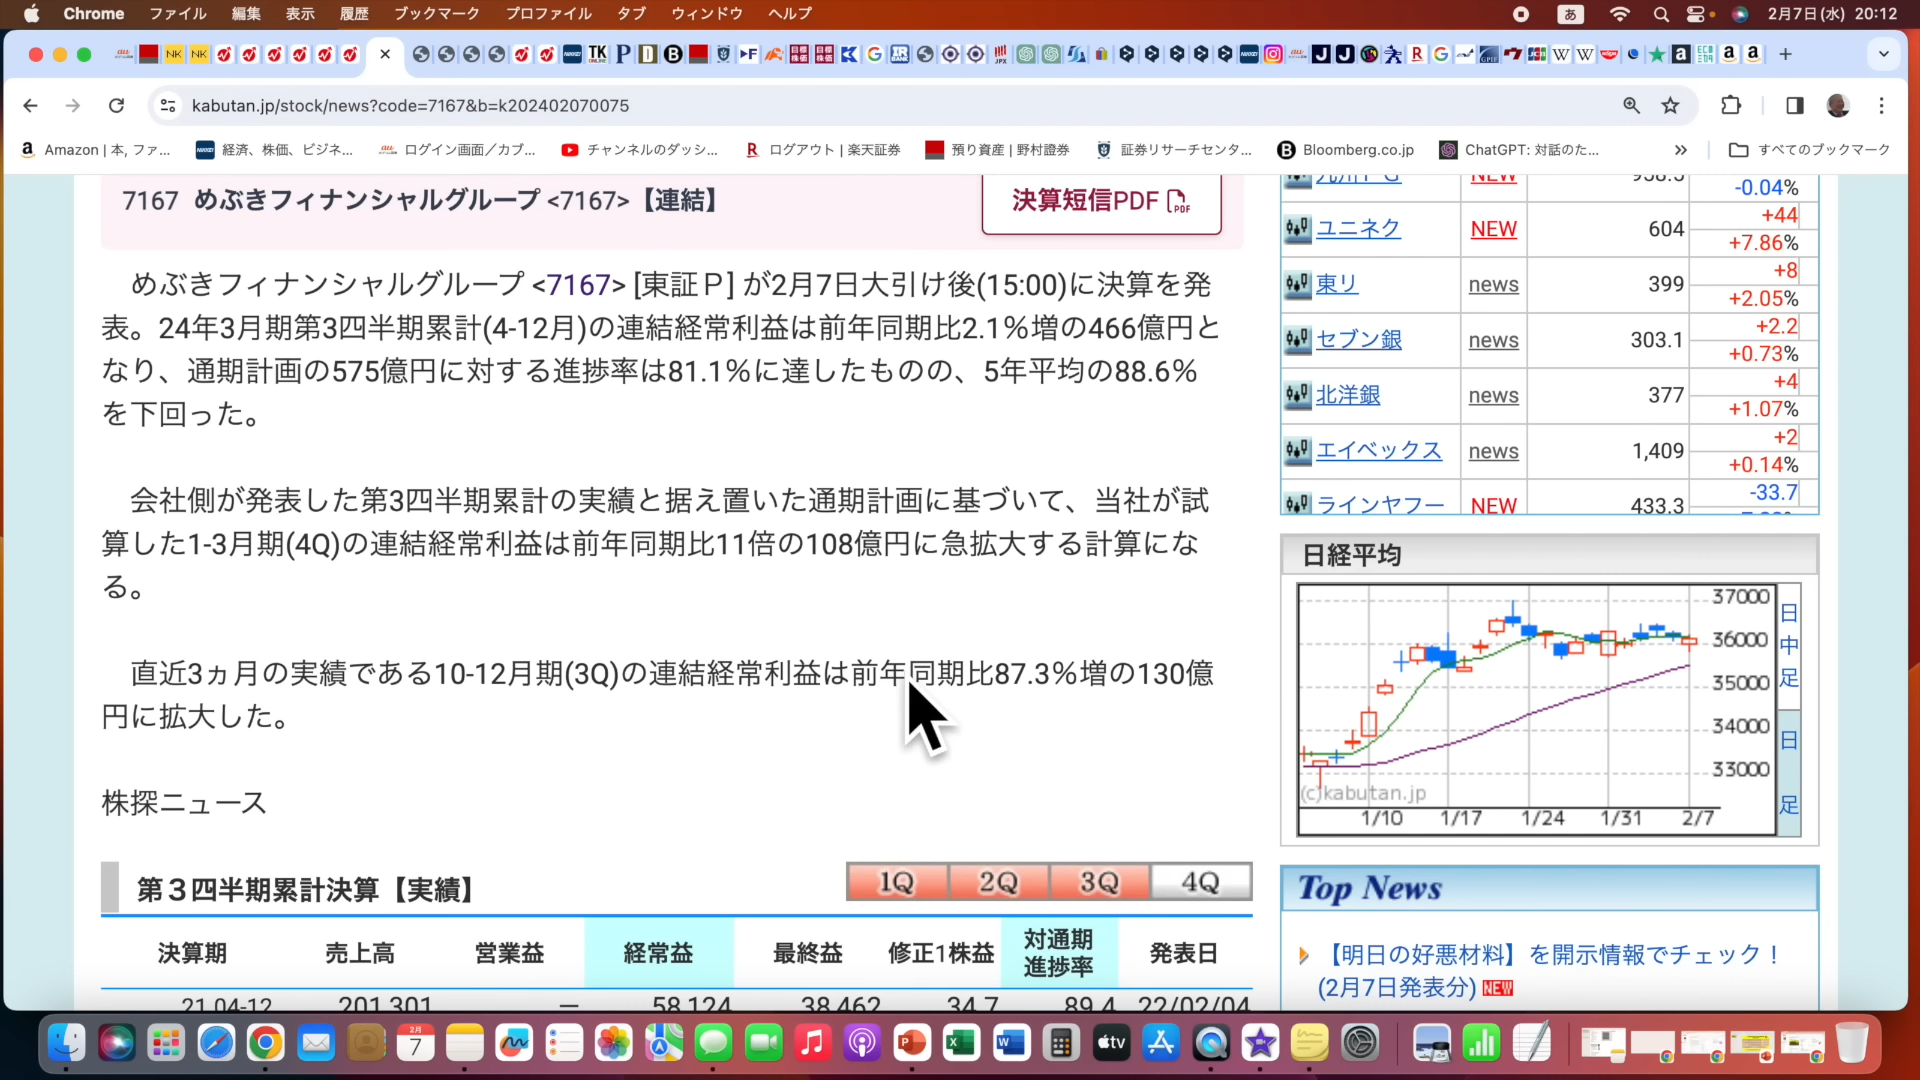 Chrome ファイル 編集 表示 履歴 ブックマーク プロファイル タブ ウィンドウ ヘルプ あ 2月7日(水) 20:12
kabutan.jp/stock/news?code=7167&b=k202402070075
Amazon | 本, ファ... 経済、株価、ビジネ... ログイン画面／カブ... チャンネルのダッシ... ログアウト | 楽天証券 預り資産 | 野村證券 証券リサーチセンタ... Bloomberg.co.jp ChatGPT: 対話のた... » すべてのブックマーク
7167 めぶきフィナンシャルグループ <7167>【連結】
決算短信PDF
めぶきフィナンシャルグループ <7167> [東証Ｐ] が2月7日大引け後(15:00)に決算を発
表。24年3月期第3四半期累計(4-12月)の連結経常利益は前年同期比2.1％増の466億円と
なり、通期計画の575億円に対する進捗率は81.1％に達したものの、5年平均の88.6％
を下回った。
会社側が発表した第3四半期累計の実績と据え置いた通期計画に基づいて、当社が試
算した1-3月期(4Q)の連結経常利益は前年同期比11倍の108億円に急拡大する計算にな
る。
直近3ヵ月の実績である10-12月期(3Q)の連結経常利益は前年同期比87.3％増の130億
円に拡大した。
株探ニュース
第３四半期累計決算【実績】
1Q 2Q 3Q 4Q
決算期 売上高 営業益 経常益 最終益 修正1株益 対通期
進捗率 発表日
21.04-12 201,301 － 58,124 38,462 34.7 89.4 22/02/04
九州ＦＧ NEW 958.5 -0.04%
ユニネク NEW 604 +44
+7.86%
東リ news 399 +8
+2.05%
セブン銀 news 303.1 +2.2
+0.73%
北洋銀 news 377 +4
+1.07%
エイベックス news 1,409 +2
+0.14%
ラインヤフー NEW 433.3 -33.7
日経平均
37000
36000
35000
34000
33000
(c)kabutan.jp
1/10 1/17 1/24 1/31 2/7
日
中
足
日
足
Top News
【明日の好悪材料】を開示情報でチェック！
(2月7日発表分) NEW
2月
7
tv